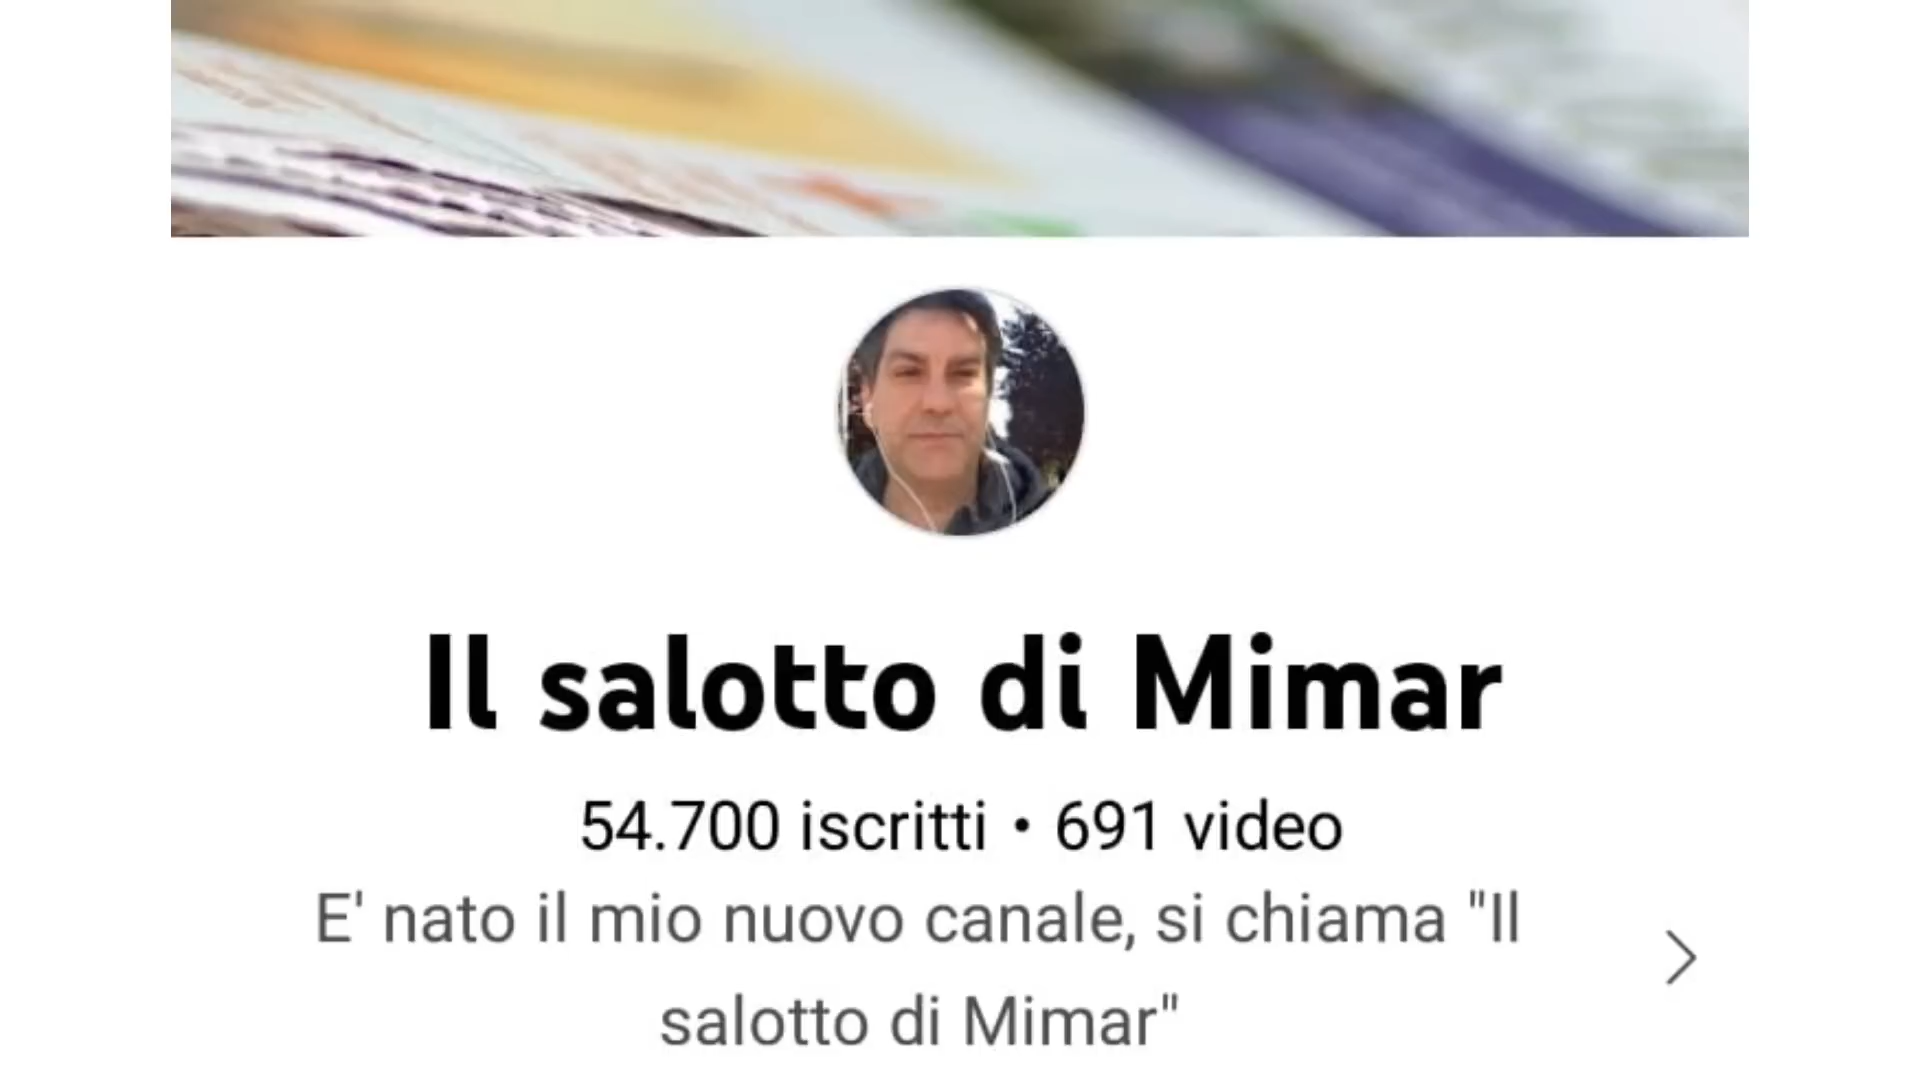 Il salotto di Mimar
54.700 iscritti • 691 video
E' nato il mio nuovo canale, si chiama "Il
salotto di Mimar"